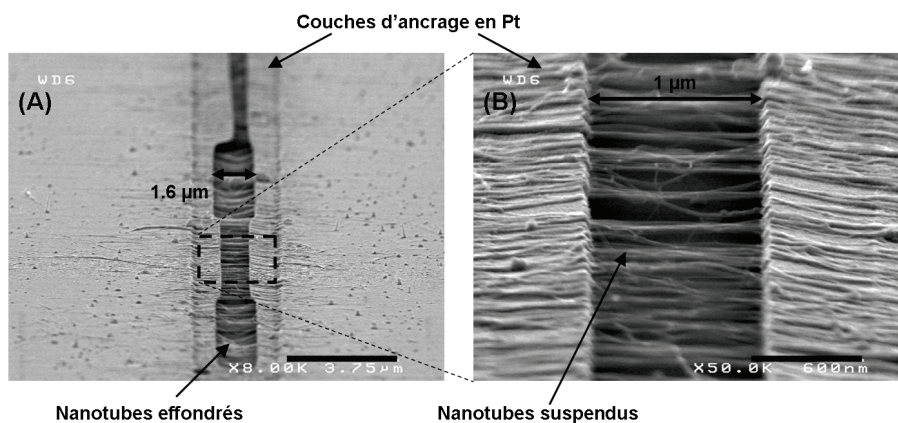 Couches d'ancrage en Pt
WD6
(A)
1.6 µm
X8.00K 3.75µm
WD6
(B)
1 µm
X50.0K 600nm
Nanotubes effondrés
Nanotubes suspendus